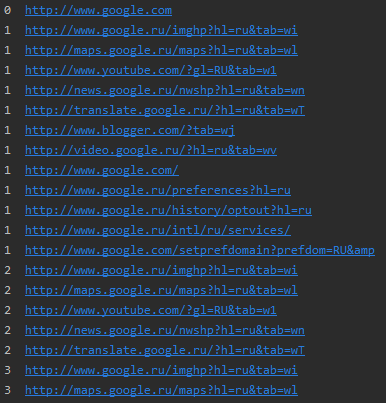 0 http://www.google.com
1 http://www.google.ru/imghp?hl=ru&tab=wi
1 http://maps.google.ru/maps?hl=ru&tab=wl
1 http://www.youtube.com/?gl=RU&tab=w1
1 http://news.google.ru/nwshp?hl=ru&tab=wn
1 http://translate.google.ru/?hl=ru&tab=wT
1 http://www.blogger.com/?tab=wj
1 http://video.google.ru/?hl=ru&tab=wv
1 http://www.google.com/
1 http://www.google.ru/preferences?hl=ru
1 http://www.google.ru/history/optout?hl=ru
1 http://www.google.ru/intl/ru/services/
1 http://www.google.com/setprefdomain?prefdom=RU&amp
2 http://www.google.ru/imghp?hl=ru&tab=wi
2 http://maps.google.ru/maps?hl=ru&tab=wl
2 http://www.youtube.com/?gl=RU&tab=w1
2 http://news.google.ru/nwshp?hl=ru&tab=wn
2 http://translate.google.ru/?hl=ru&tab=wT
3 http://www.google.ru/imghp?hl=ru&tab=wi
3 http://maps.google.ru/maps?hl=ru&tab=wl